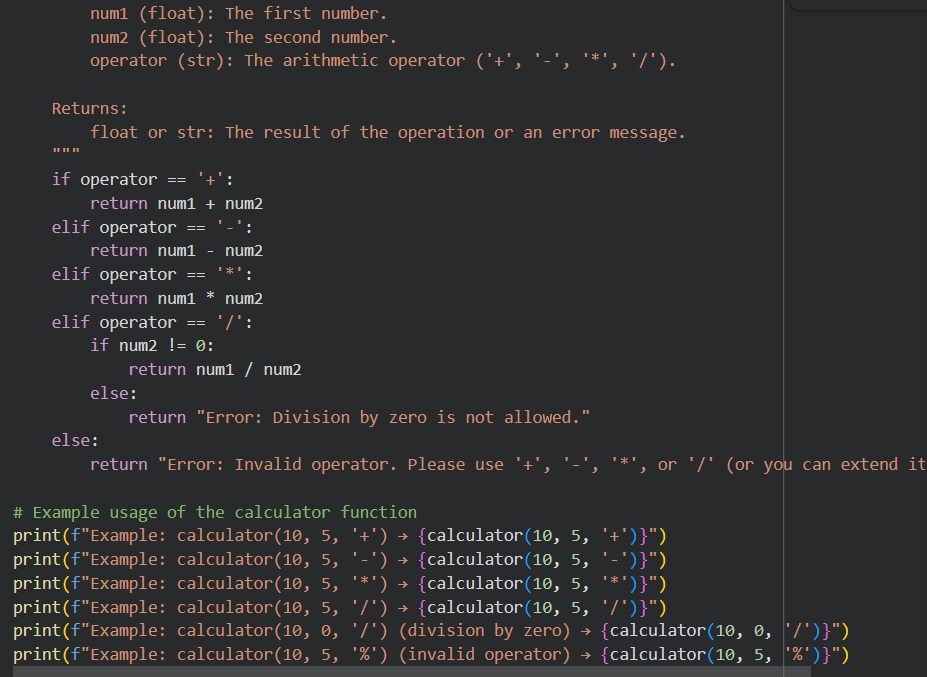 num1 (float): The first number.
num2 (float): The second number.
operator (str): The arithmetic operator ('+', '-', '*', '/').
Returns:
float or str: The result of the operation or an error message.
"""
if operator == '+':
return num1 + num2
elif operator == '-':
return num1 - num2
elif operator == '*':
return num1 * num2
elif operator == '/':
if num2 != 0:
return num1 / num2
else:
return "Error: Division by zero is not allowed."
else:
return "Error: Invalid operator. Please use '+', '-', '*', or '/' (or you can extend it
# Example usage of the calculator function
print(f"Example: calculator(10, 5, '+') → {calculator(10, 5, '+')}")
print(f"Example: calculator(10, 5, '-') → {calculator(10, 5, '-')}")
print(f"Example: calculator(10, 5, '*') → {calculator(10, 5, '*')}")
print(f"Example: calculator(10, 5, '/') → {calculator(10, 5, '/')}")
print(f"Example: calculator(10, 0, '/') (division by zero) → {calculator(10, 0, '/')}")
print(f"Example: calculator(10, 5, '%') (invalid operator) → {calculator(10, 5, '%')}")